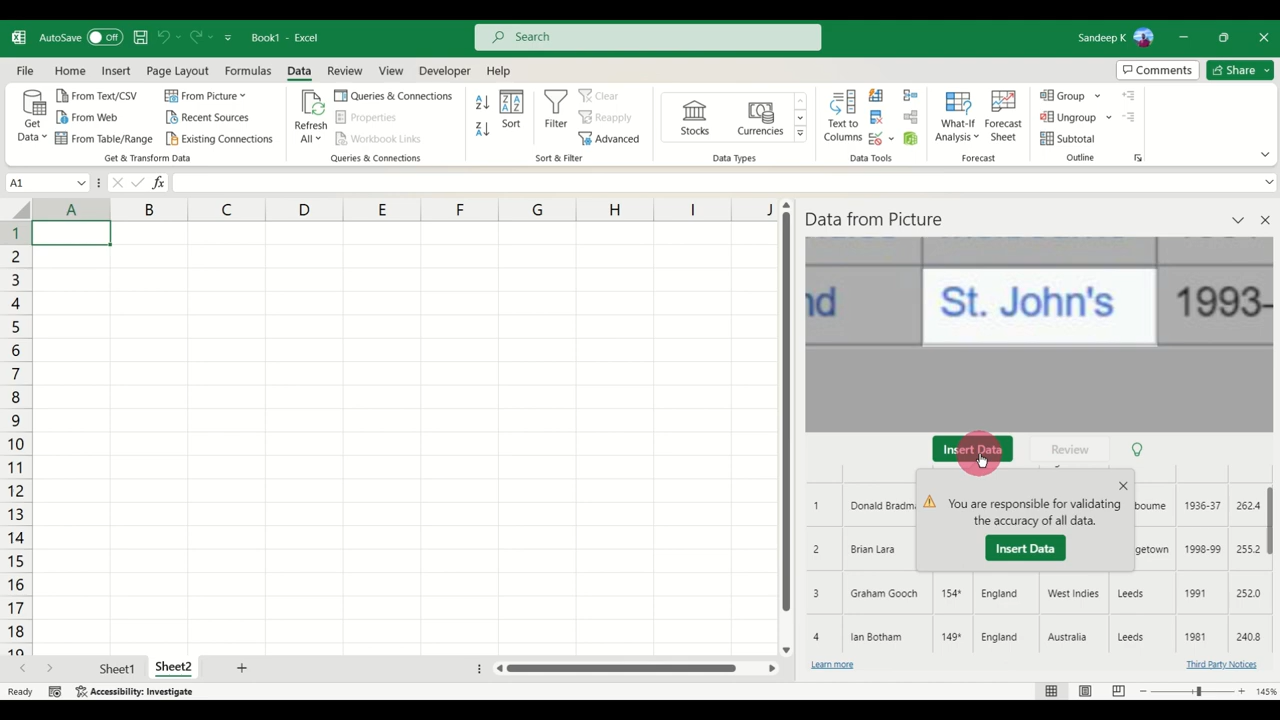 AutoSave Off Book1 - Excel Search Sandeep K
File Home Insert Page Layout Formulas Data Review View Developer Help Comments Share
Get Data
From Text/CSV
From Web
From Table/Range
From Picture
Recent Sources
Existing Connections
Get & Transform Data
Refresh All
Queries & Connections
Properties
Workbook Links
Queries & Connections
Sort
Filter
Clear
Reapply
Advanced
Sort & Filter
Stocks
Currencies
Data Types
Text to Columns
Data Tools
What-If Analysis
Forecast Sheet
Forecast
Group
Ungroup
Subtotal
Outline
A1 fx
A B C D E F G H I J
1
2
3
4
5
6
7
8
9
10
11
12
13
14
15
16
17
18
19
Data from Picture
nd St. John's 1993-
Insert Data Review
You are responsible for validating
the accuracy of all data.
Insert Data
1 Donald Bradm boume 1936-37 262.4
2 Brian Lara getown 1998-99 255.2
3 Graham Gooch 154* England West Indies Leeds 1991 252.0
4 Ian Botham 149* England Australia Leeds 1981 240.8
Learn more Third Party Notices
Sheet1 Sheet2
Ready Accessibility: Investigate 145%